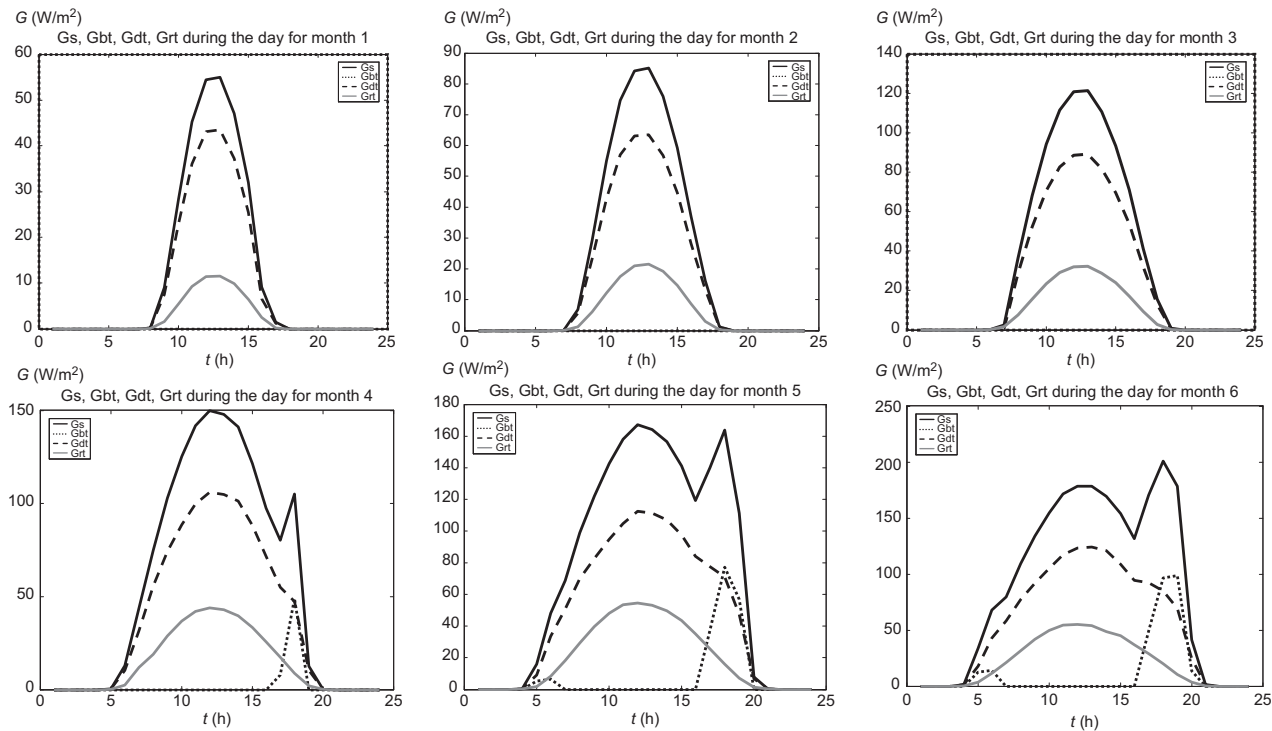 G (W/m²)
Gs, Gbt, Gdt, Grt during the day for month 1
60
50
40
30
20
10
0
0 5 10 15 20 25
t (h)
Gs
Gbt
Gdt
Grt
G (W/m²)
Gs, Gbt, Gdt, Grt during the day for month 2
90
80
70
60
50
40
30
20
10
0
0 5 10 15 20 25
t (h)
Gs
Gbt
Gdt
Grt
G (W/m²)
Gs, Gbt, Gdt, Grt during the day for month 3
140
120
100
80
60
40
20
0
0 5 10 15 20 25
t (h)
Gs
Gbt
Gdt
Grt
G (W/m²)
Gs, Gbt, Gdt, Grt during the day for month 4
150
100
50
0
0 5 10 15 20 25
t (h)
Gs
Gbt
Gdt
Grt
G (W/m²)
Gs, Gbt, Gdt, Grt during the day for month 5
180
160
140
120
100
80
60
40
20
0
0 5 10 15 20 25
t (h)
Gs
Gbt
Gdt
Grt
G (W/m²)
Gs, Gbt, Gdt, Grt during the day for month 6
250
200
150
100
50
0
0 5 10 15 20 25
t (h)
Gs
Gbt
Gdt
Grt